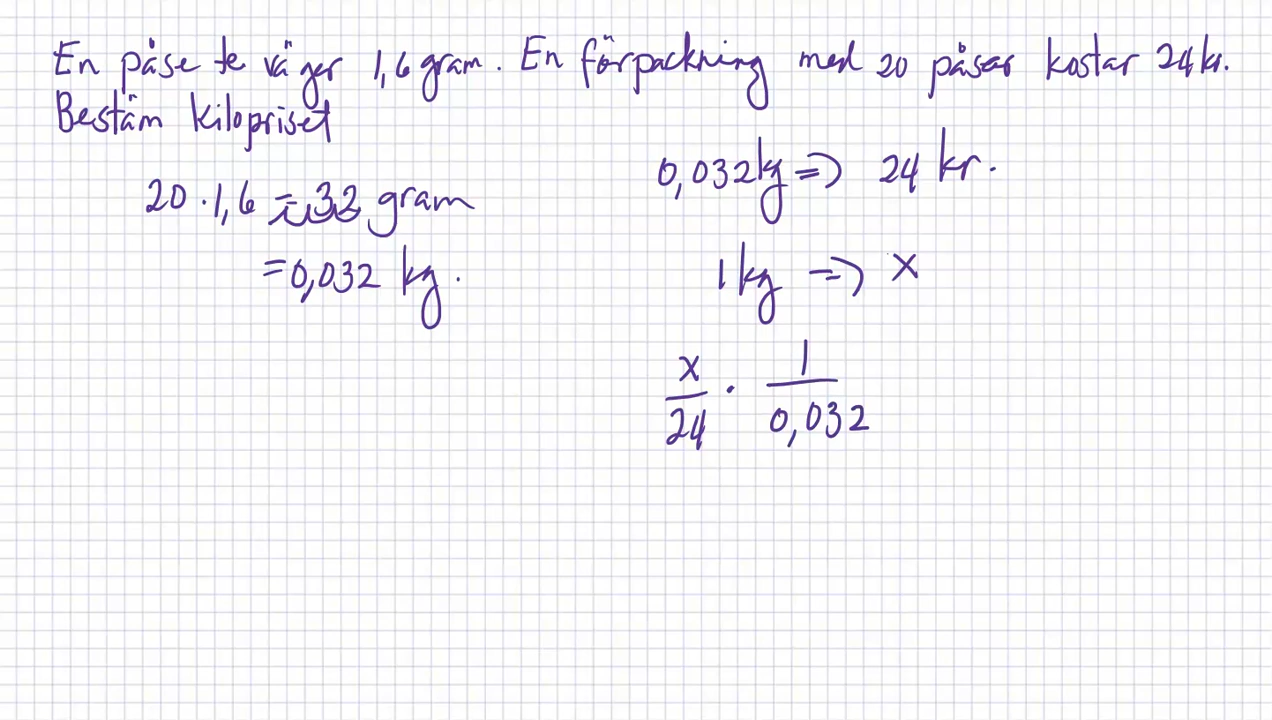 En påse te väger 1,6 gram. En förpackning med 20 påsar kostar 24 kr.
Bestäm kilopriset
20 · 1,6 = 32 gram
= 0,032 kg.
0,032 kg => 24 kr.
1 kg => x
x/24 · 1/0,032